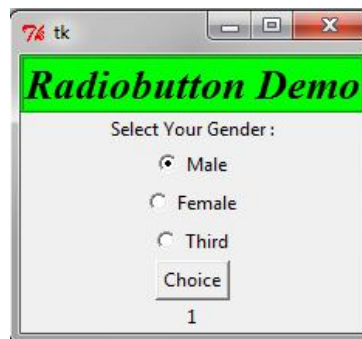 tk
Radiobutton Demo
Select Your Gender :
Male
Female
Third
Choice
1